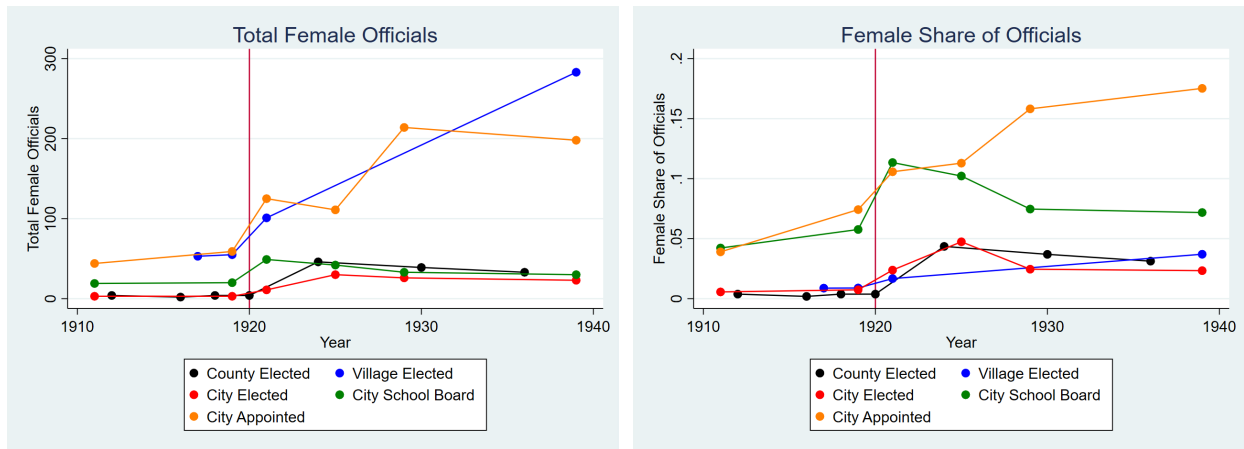 Total Female Officials
Total Female Officials
300
200
100
0
1910 1920 1930 1940
Year
County Elected Village Elected
City Elected City School Board
City Appointed
Female Share of Officials
Female Share of Officials
.2
.15
.1
.05
0
1910 1920 1930 1940
Year
County Elected Village Elected
City Elected City School Board
City Appointed